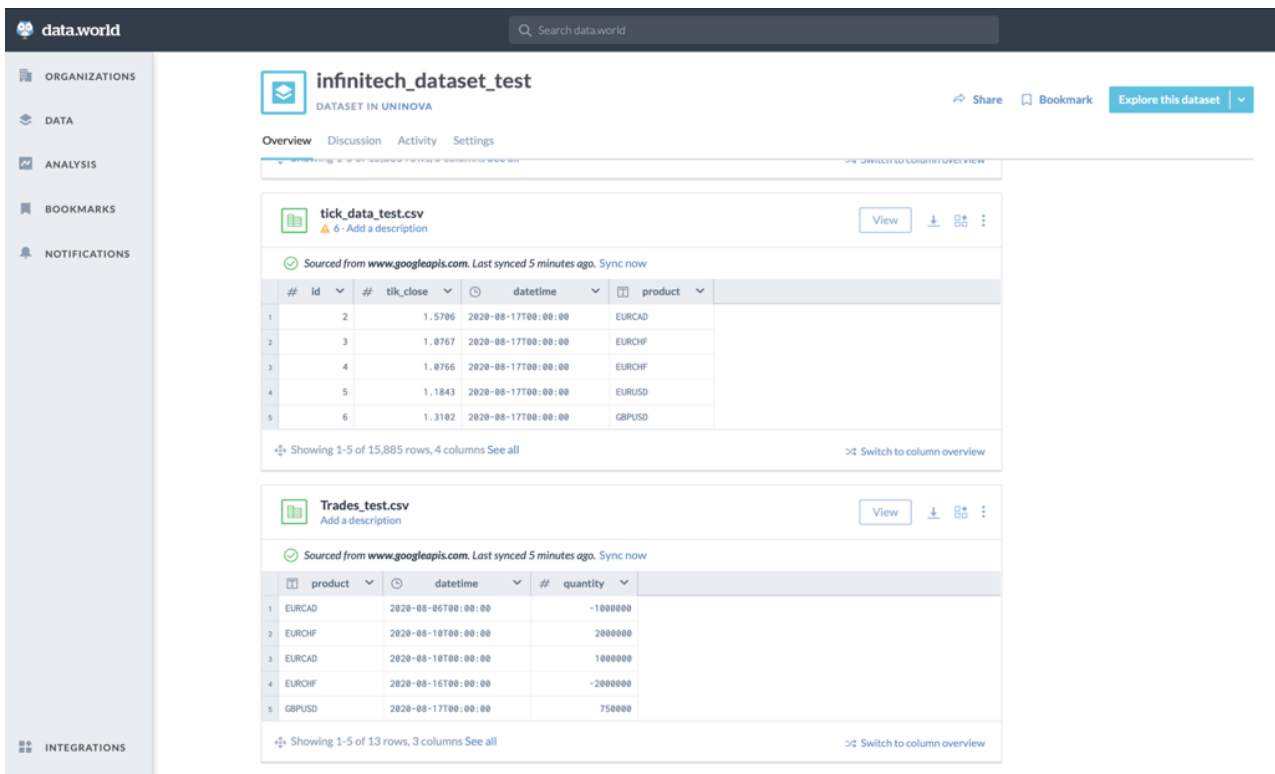 data.world
Search data.world
ORGANIZATIONS
DATA
ANALYSIS
BOOKMARKS
NOTIFICATIONS
INTEGRATIONS
infinitech_dataset_test
DATASET IN UNINOVA
Share Bookmark Explore this dataset
Overview Discussion Activity Settings
See all Switch to column overview
tick_data_test.csv
6 · Add a description
View
Sourced from www.googleapis.com. Last synced 5 minutes ago. Sync now
# id # tik_close datetime product
1 2 1.5706 2020-08-17T00:00:00 EURCAD
2 3 1.0767 2020-08-17T00:00:00 EURCHF
3 4 1.0766 2020-08-17T00:00:00 EURCHF
4 5 1.1843 2020-08-17T00:00:00 EURUSD
5 6 1.3102 2020-08-17T00:00:00 GBPUSD
Showing 1-5 of 15,885 rows, 4 columns See all Switch to column overview
Trades_test.csv
Add a description
View
Sourced from www.googleapis.com. Last synced 5 minutes ago. Sync now
product datetime # quantity
1 EURCAD 2020-08-06T00:00:00 -1000000
2 EURCHF 2020-08-10T00:00:00 2000000
3 EURCAD 2020-08-10T00:00:00 1000000
4 EURCHF 2020-08-16T00:00:00 -2000000
5 GBPUSD 2020-08-17T00:00:00 750000
Showing 1-5 of 13 rows, 3 columns See all Switch to column overview